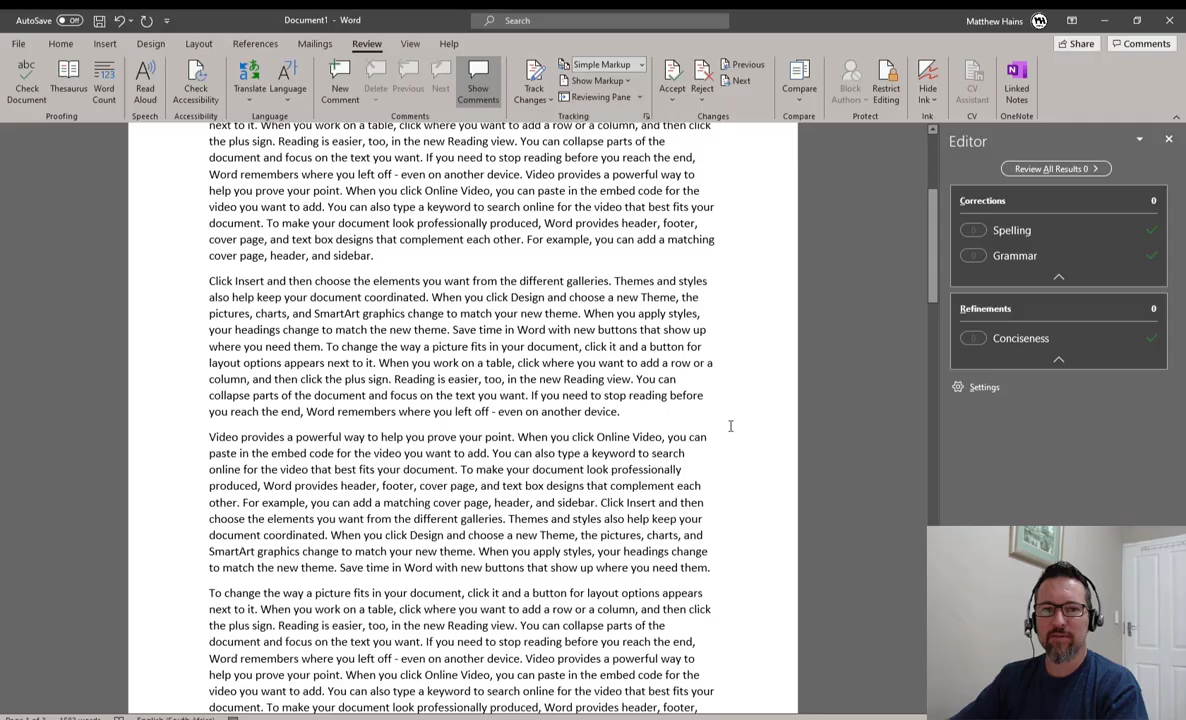 AutoSave Off Document1 - Word Search Matthew Hains
File Home Insert Design Layout References Mailings Review View Help Share Comments
abc
Check Document
Thesaurus
123
Word Count
Proofing
Read Aloud
Speech
Check Accessibility
Accessibility
Translate
Language
Language
New Comment
Delete
Previous
Next
Show Comments
Comments
Track Changes
Simple Markup
Show Markup
Reviewing Pane
Tracking
Accept
Reject
Previous
Next
Changes
Compare
Compare
Block Authors
Restrict Editing
Protect
Hide Ink
Ink
CV Assistant
CV
Linked Notes
OneNote
next to it. When you work on a table, click where you want to add a row or a column, and then click
the plus sign. Reading is easier, too, in the new Reading view. You can collapse parts of the
document and focus on the text you want. If you need to stop reading before you reach the end,
Word remembers where you left off - even on another device. Video provides a powerful way to
help you prove your point. When you click Online Video, you can paste in the embed code for the
video you want to add. You can also type a keyword to search online for the video that best fits your
document. To make your document look professionally produced, Word provides header, footer,
cover page, and text box designs that complement each other. For example, you can add a matching
cover page, header, and sidebar.
Click Insert and then choose the elements you want from the different galleries. Themes and styles
also help keep your document coordinated. When you click Design and choose a new Theme, the
pictures, charts, and SmartArt graphics change to match your new theme. When you apply styles,
your headings change to match the new theme. Save time in Word with new buttons that show up
where you need them. To change the way a picture fits in your document, click it and a button for
layout options appears next to it. When you work on a table, click where you want to add a row or a
column, and then click the plus sign. Reading is easier, too, in the new Reading view. You can
collapse parts of the document and focus on the text you want. If you need to stop reading before
you reach the end, Word remembers where you left off - even on another device.
Video provides a powerful way to help you prove your point. When you click Online Video, you can
paste in the embed code for the video you want to add. You can also type a keyword to search
online for the video that best fits your document. To make your document look professionally
produced, Word provides header, footer, cover page, and text box designs that complement each
other. For example, you can add a matching cover page, header, and sidebar. Click Insert and then
choose the elements you want from the different galleries. Themes and styles also help keep your
document coordinated. When you click Design and choose a new Theme, the pictures, charts, and
SmartArt graphics change to match your new theme. When you apply styles, your headings change
to match the new theme. Save time in Word with new buttons that show up where you need them.
To change the way a picture fits in your document, click it and a button for layout options appears
next to it. When you work on a table, click where you want to add a row or a column, and then click
the plus sign. Reading is easier, too, in the new Reading view. You can collapse parts of the
document and focus on the text you want. If you need to stop reading before you reach the end,
Word remembers where you left off - even on another device. Video provides a powerful way to
help you prove your point. When you click Online Video, you can paste in the embed code for the
video you want to add. You can also type a keyword to search online for the video that best fits your
document. To make your document look professionally produced, Word provides header, footer,
Editor
Review All Results 0
Corrections 0
0 Spelling
0 Grammar
Refinements 0
0 Conciseness
Settings